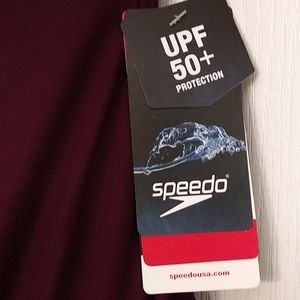 UPF
50+
PROTECTION
speedo
speedousa.com